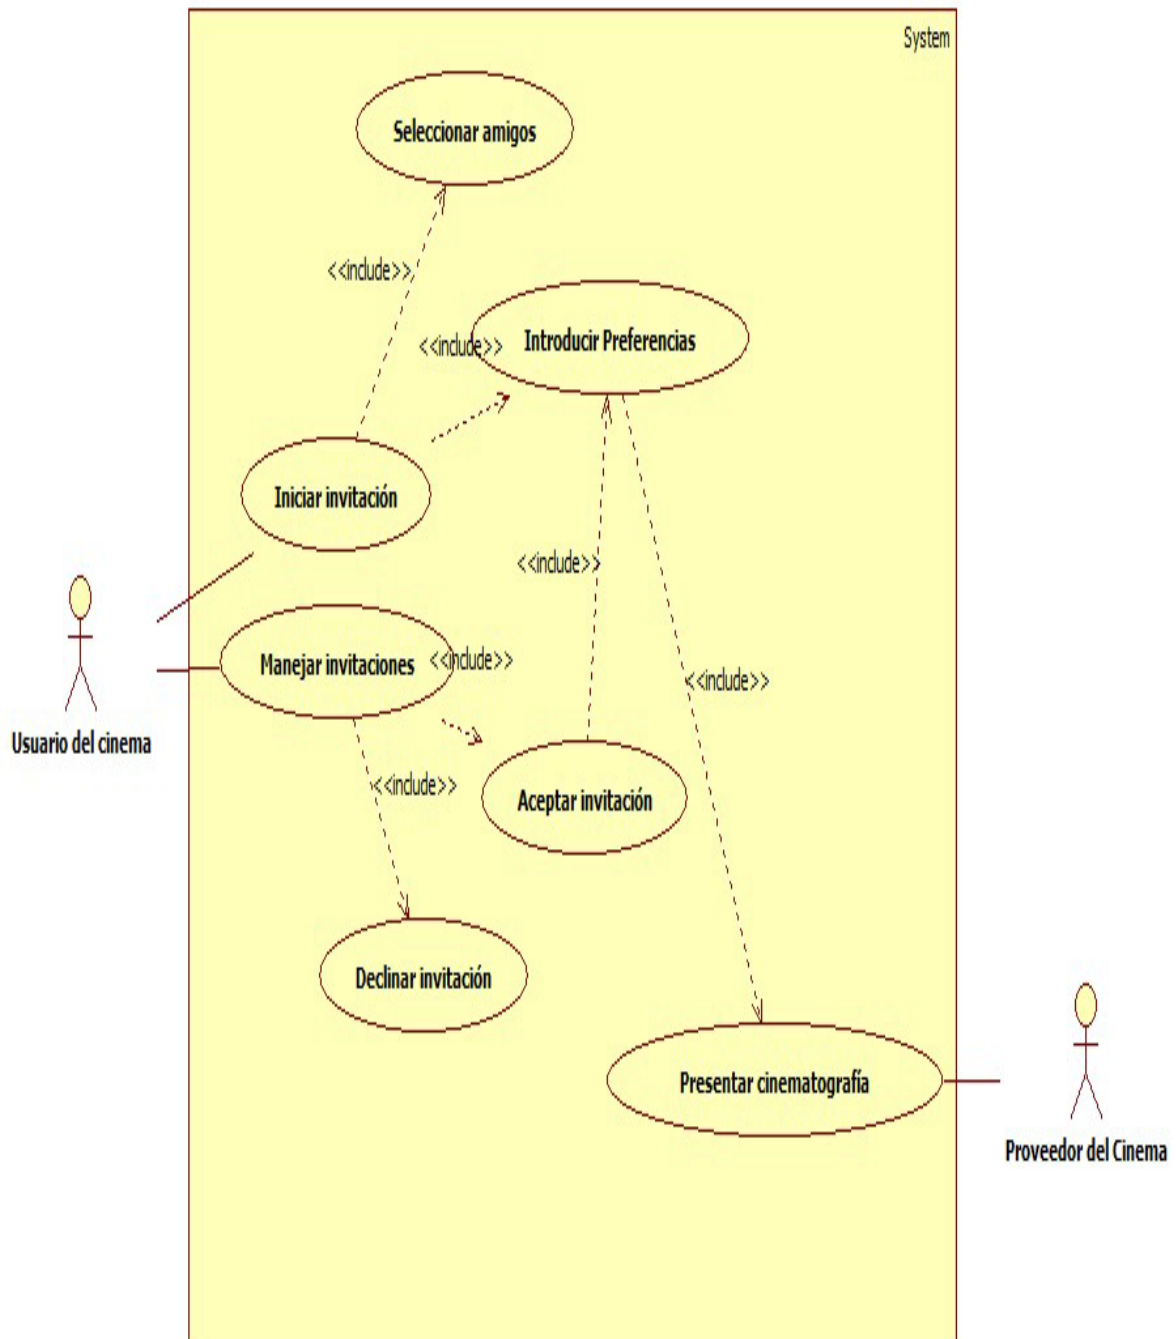 System
Seleccionar amigos
<<include>>
<<include>>
Introducir Preferencias
Iniciar invitación
<<include>>
Manejar invitaciones
<<include>>
<<include>>
Usuario del cinema
<<include>>
Aceptar invitación
Declinar invitación
Presentar cinematografía
Proveedor del Cinema